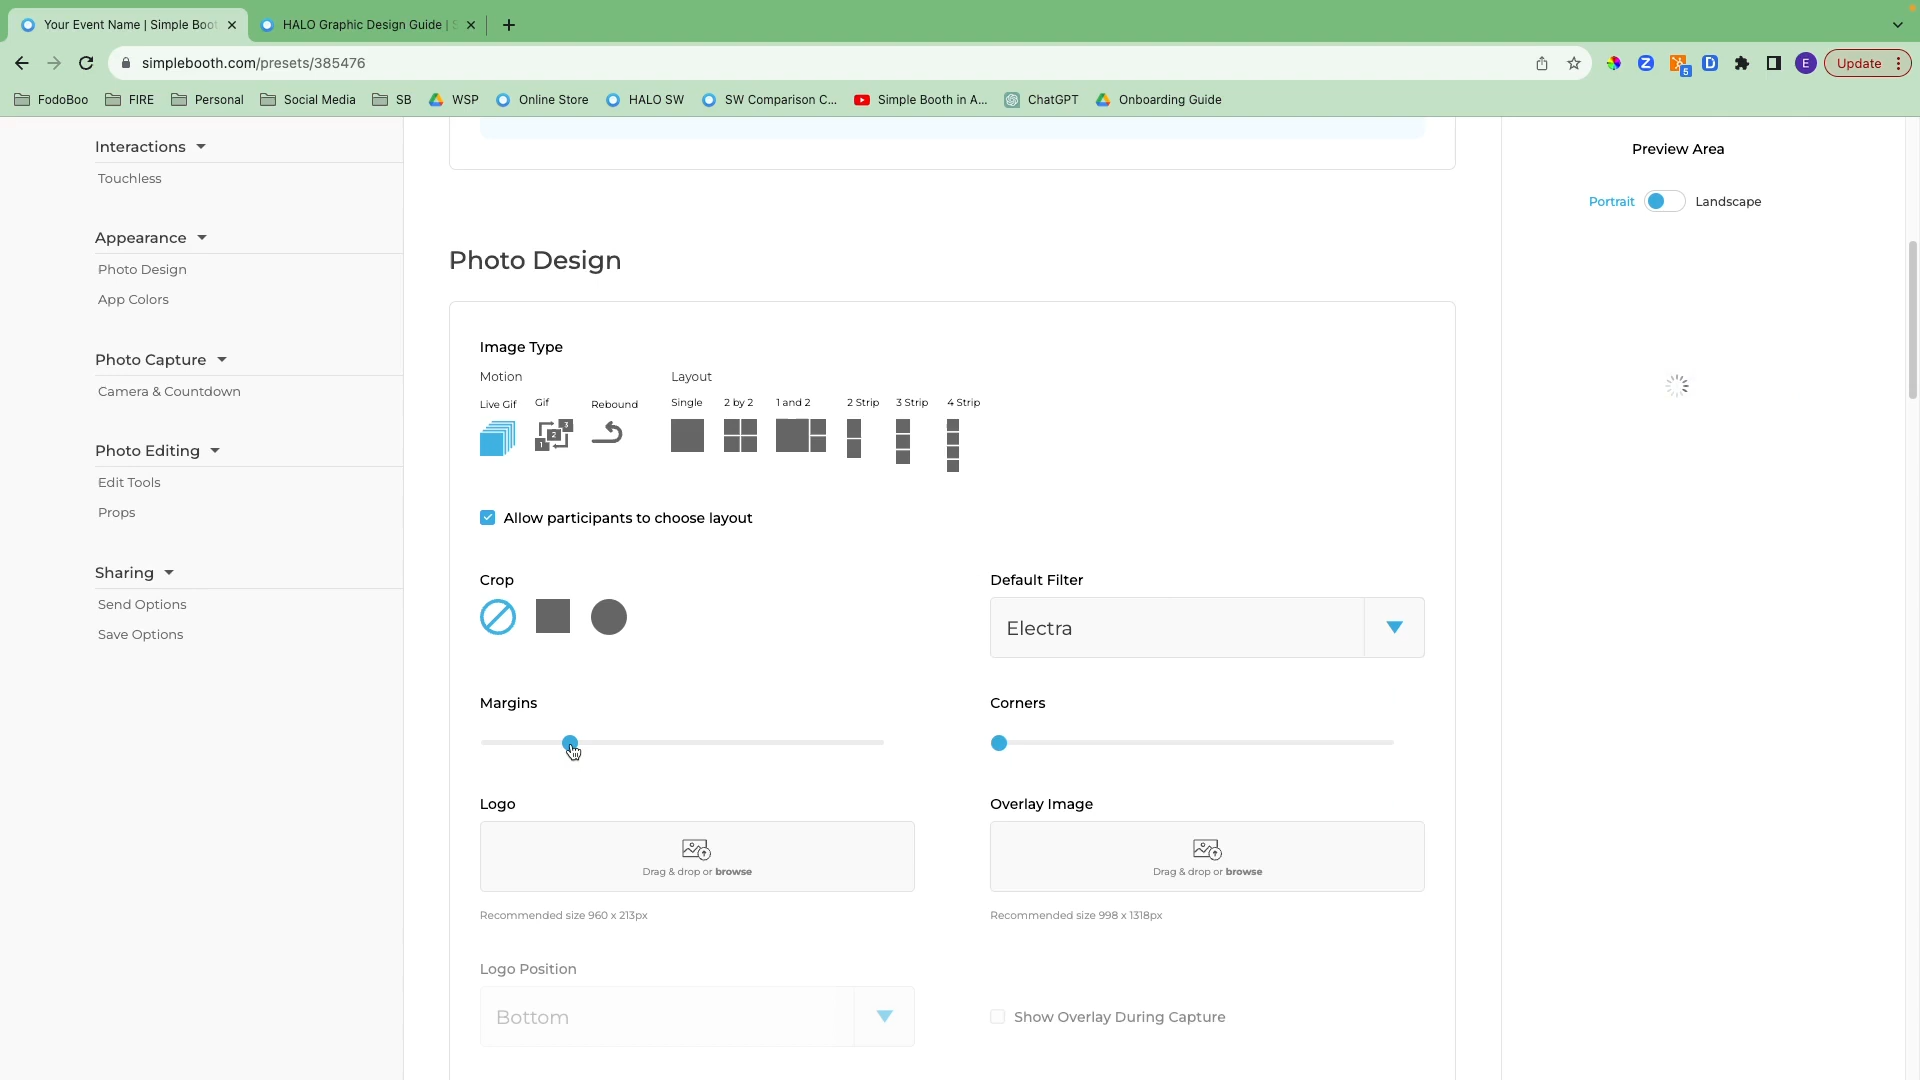 Your Event Name | Simple Boo
HALO Graphic Design Guide |
simplebooth.com/presets/385476
5
E
Update
FodoBoo
FIRE
Personal
Social Media
SB
WSP
Online Store
HALO SW
SW Comparison C...
Simple Booth in A...
ChatGPT
Onboarding Guide
Interactions
Touchless
Appearance
Photo Design
App Colors
Photo Capture
Camera & Countdown
Photo Editing
Edit Tools
Props
Sharing
Send Options
Save Options
Photo Design
Image Type
Motion
Layout
Live Gif
Gif
Rebound
Single
2 by 2
1 and 2
2 Strip
3 Strip
4 Strip
1 2 3
Allow participants to choose layout
Crop
Default Filter
Electra
Margins
Corners
Logo
Overlay Image
Drag & drop or browse
Drag & drop or browse
Recommended size 960 x 213px
Recommended size 998 x 1318px
Logo Position
Bottom
Show Overlay During Capture
Preview Area
Portrait
Landscape